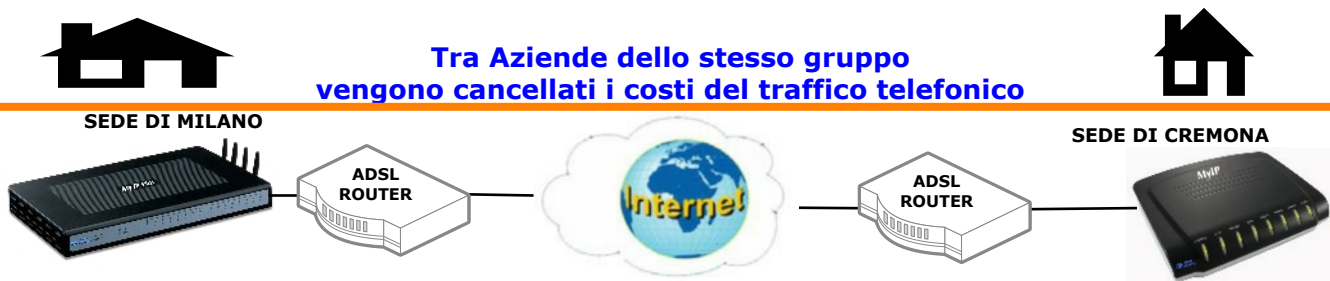 Tra Aziende dello stesso gruppo
vengono cancellati i costi del traffico telefonico
SEDE DI MILANO
SEDE DI CREMONA
ADSL
ROUTER
Internet
ADSL
ROUTER
MyIP